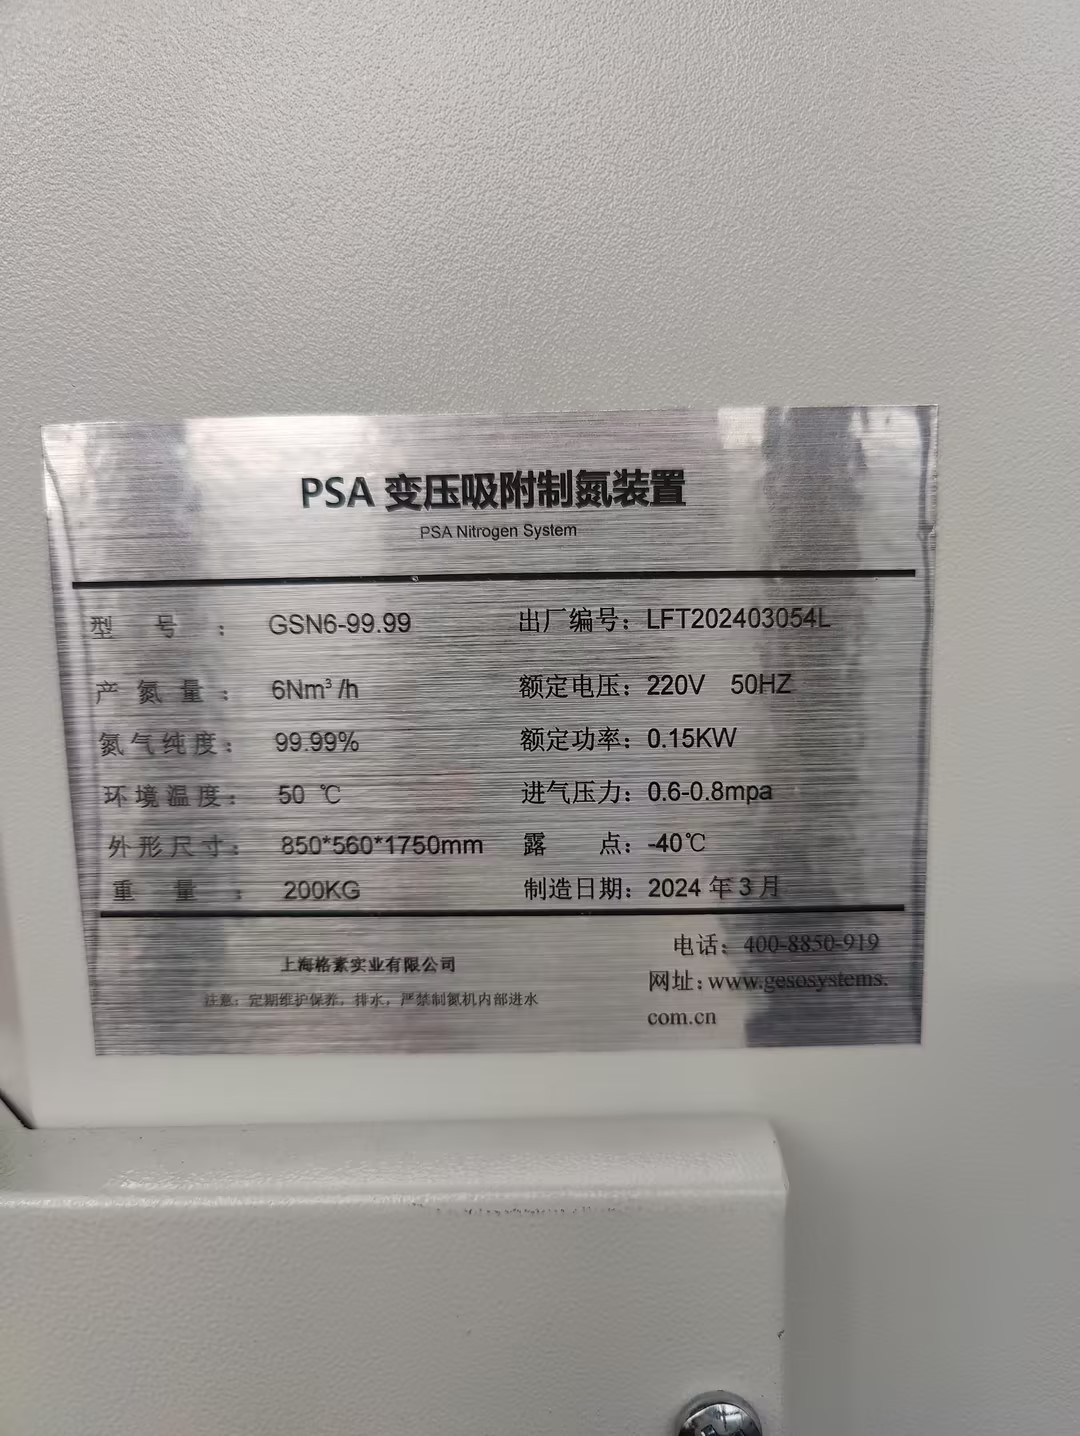 PSA 变压吸附制氮装置
PSA Nitrogen System
型 号 : GSN6-99.99 出厂编号: LFT202403054L
产 氮 量 : 6Nm³/h 额定电压: 220V 50HZ
氮气纯度: 99.99% 额定功率: 0.15KW
环境温度: 50 ℃ 进气压力: 0.6-0.8mpa
外形尺寸: 850*560*1750mm 露 点: -40℃
重 量 : 200KG 制造日期: 2024 年 3 月
上海格素实业有限公司 电话: 400-8850-919
注意: 定期维护保养, 排水, 严禁制氮机内部进水 网址: www.gesosystems.
com.cn